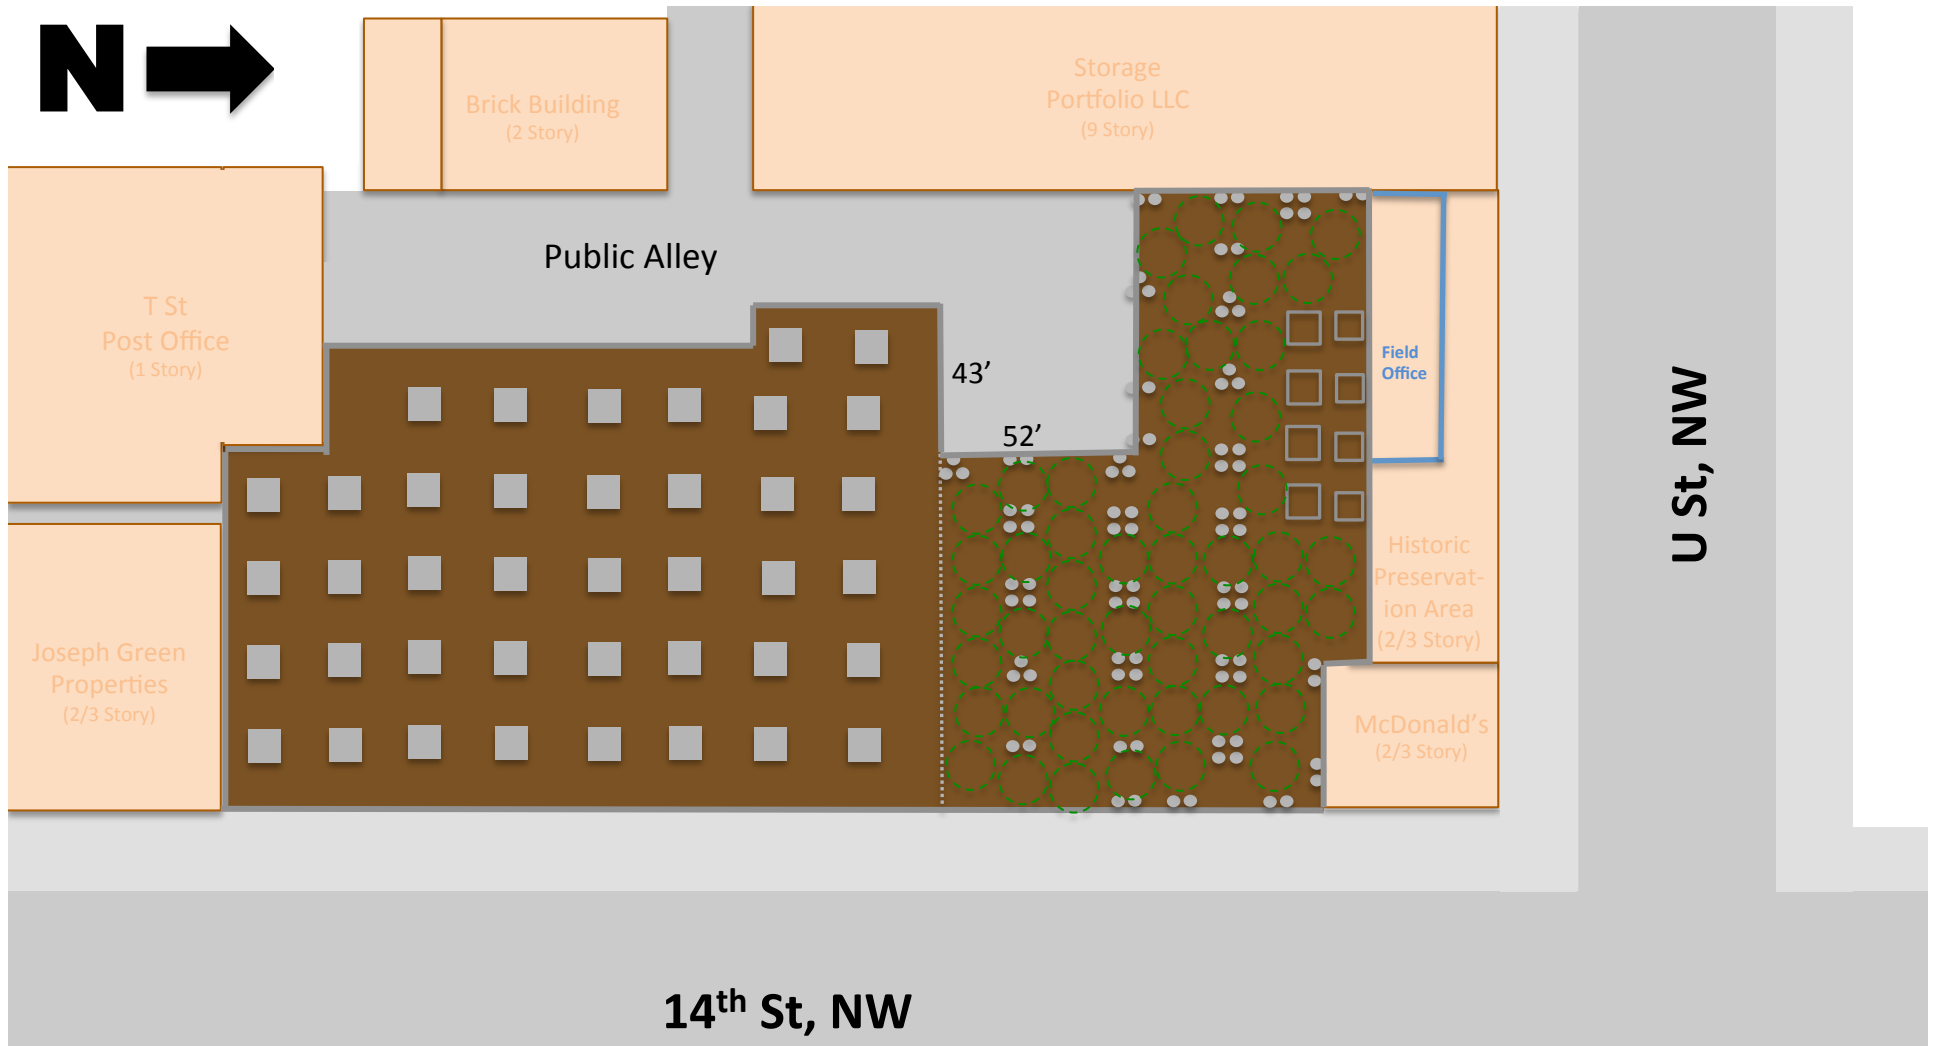 N
Brick Building
(2 Story)
Storage
Portfolio LLC
(9 Story)
Public Alley
T St
Post Office
(1 Story)
43’
52’
Field
Office
U St, NW
Historic
Preservat-
ion Area
(2/3 Story)
Joseph Green
Properties
(2/3 Story)
McDonald’s
(2/3 Story)
14th St, NW